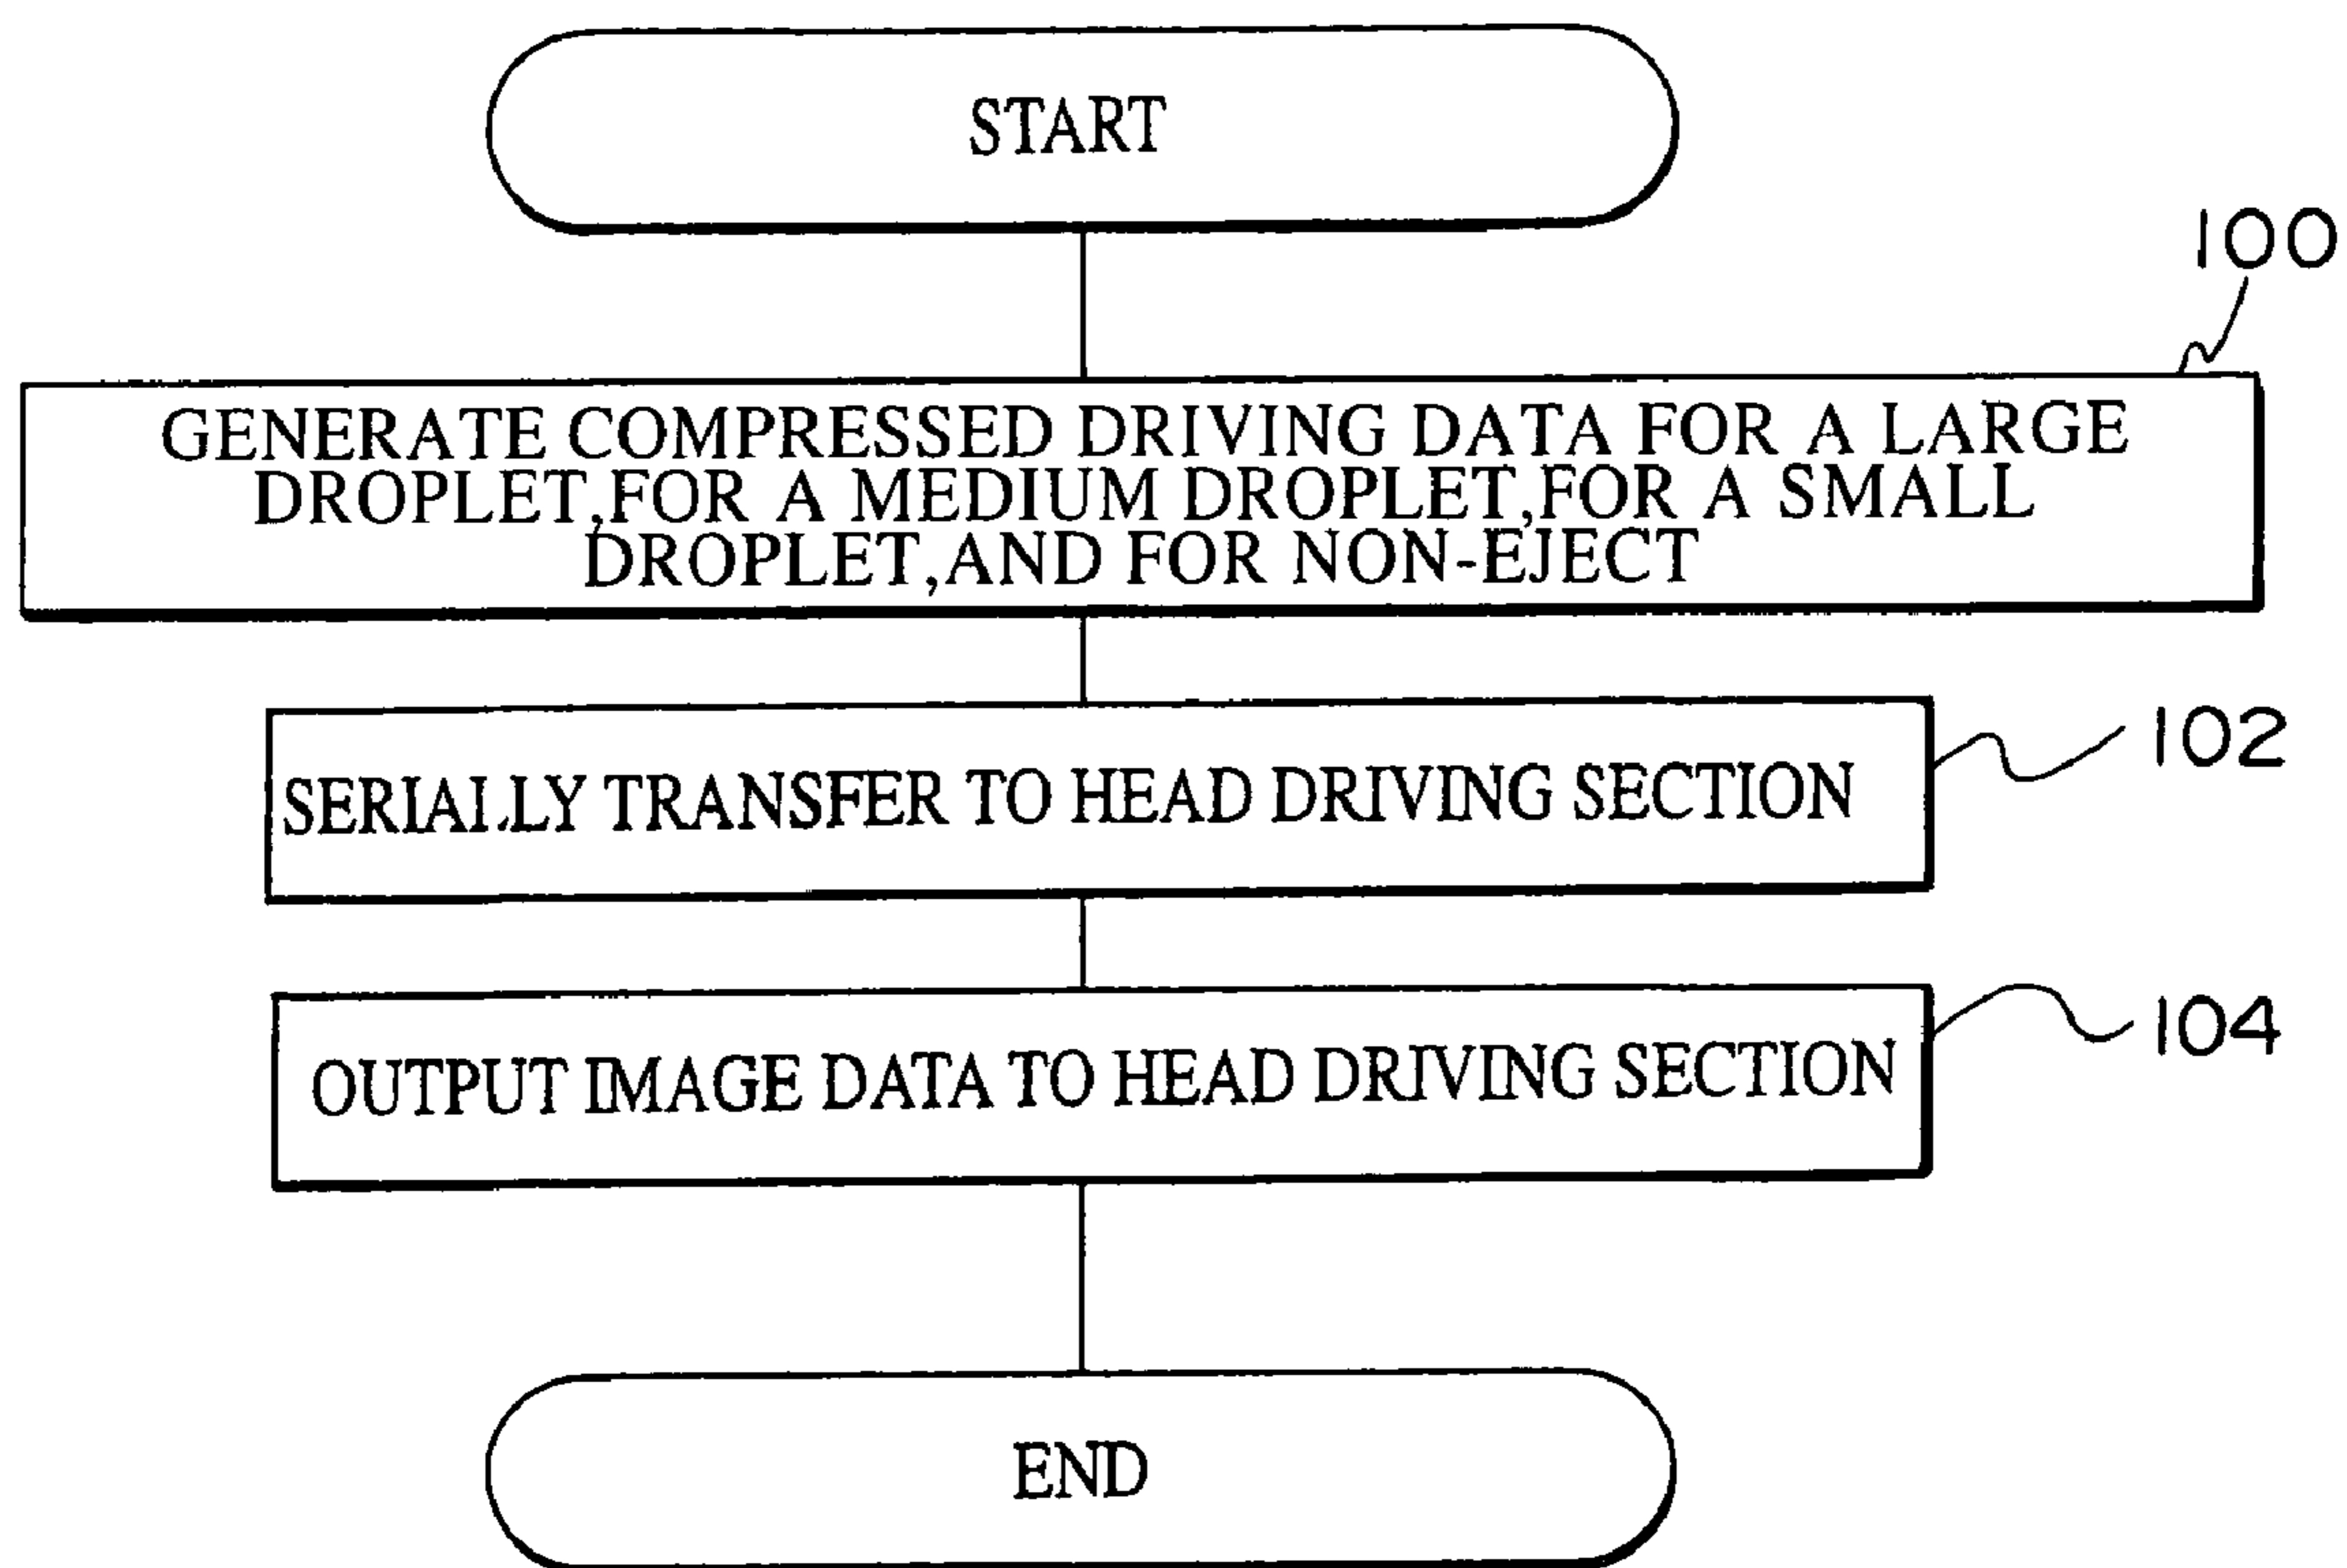 START
100
GENERATE COMPRESSED DRIVING DATA FOR A LARGE
DROPLET,FOR A MEDIUM DROPLET,FOR A SMALL
DROPLET,AND FOR NON-EJECT
102
SERIALLY TRANSFER TO HEAD DRIVING SECTION
104
OUTPUT IMAGE DATA TO HEAD DRIVING SECTION
END